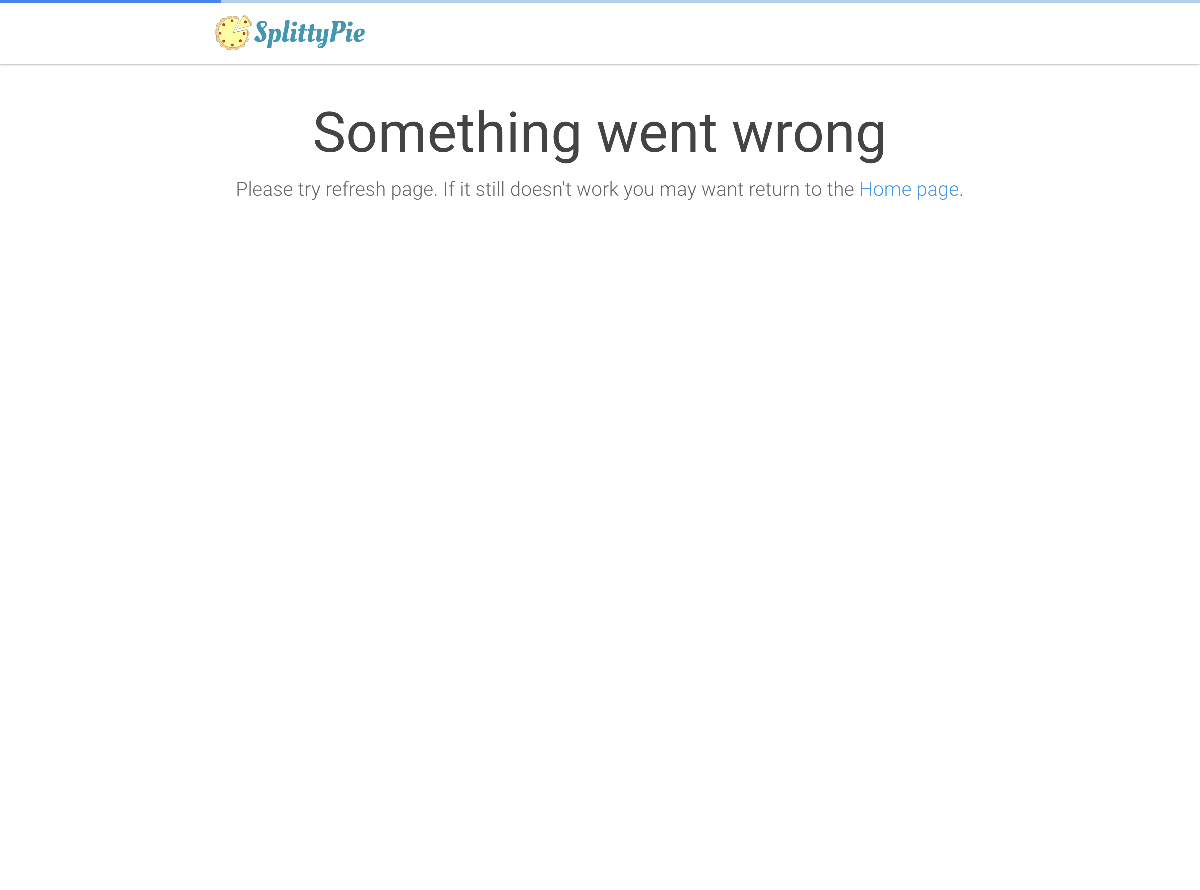 SplittyPie
Something went wrong
Please try refresh page. If it still doesn't work you may want return to the Home page.